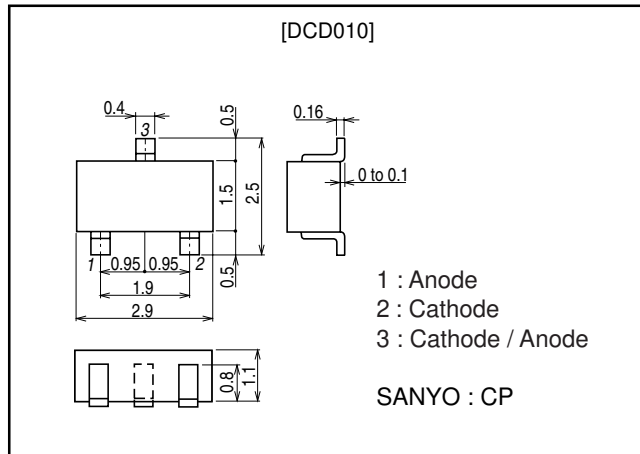 [DCD010]
0.4
3
0.5
1.5
2.5
0.5
1
0.95
0.95
2
1.9
2.9
0.16
0 to 0.1
1 : Anode
2 : Cathode
3 : Cathode / Anode
0.8
1.1
SANYO : CP